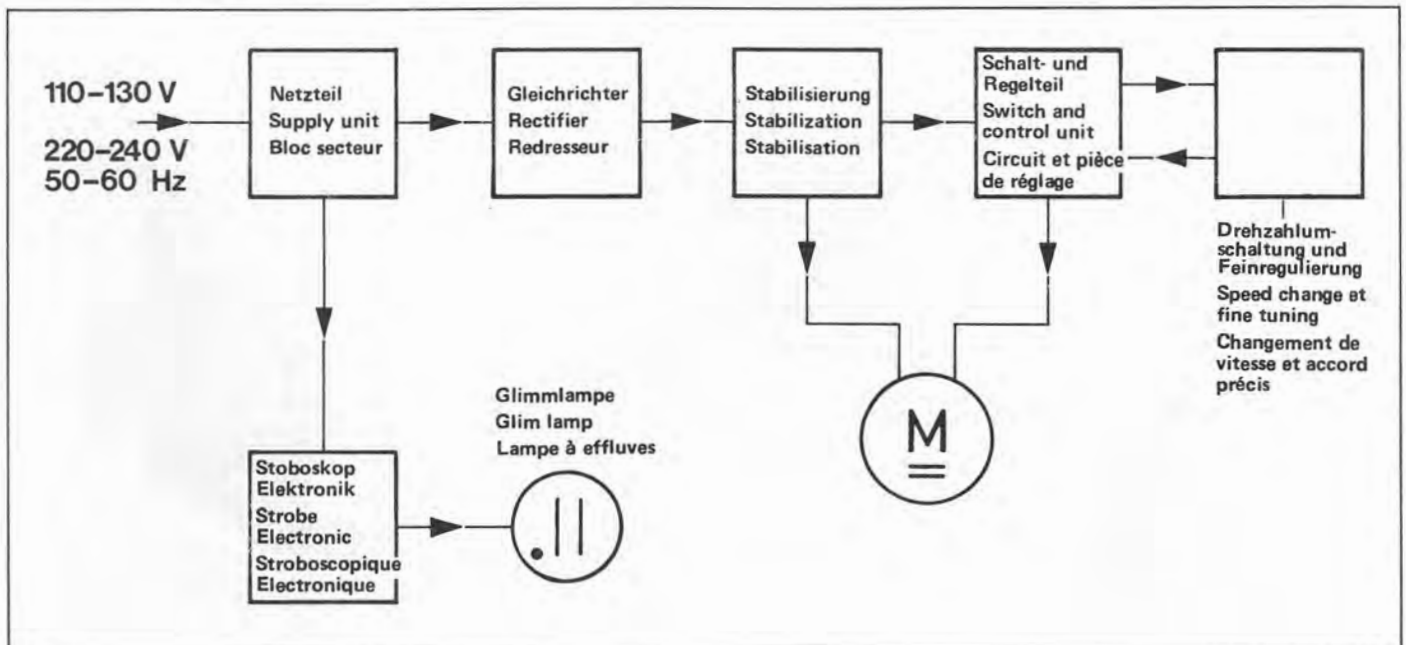 110–130 V
220–240 V
50–60 Hz
Netzteil
Supply unit
Bloc secteur
Gleichrichter
Rectifier
Redresseur
Stabilisierung
Stabilization
Stabilisation
Schalt- und
Regelteil
Switch and
control unit
Circuit et pièce
de réglage
Drehzahlum-
schaltung und
Feinregulierung
Speed change et
fine tuning
Changement de
vitesse et accord
précis
Glimmlampe
Glim lamp
Lampe à effluves
M
Stoboskop
Elektronik
Strobe
Electronic
Stroboscopique
Electronique